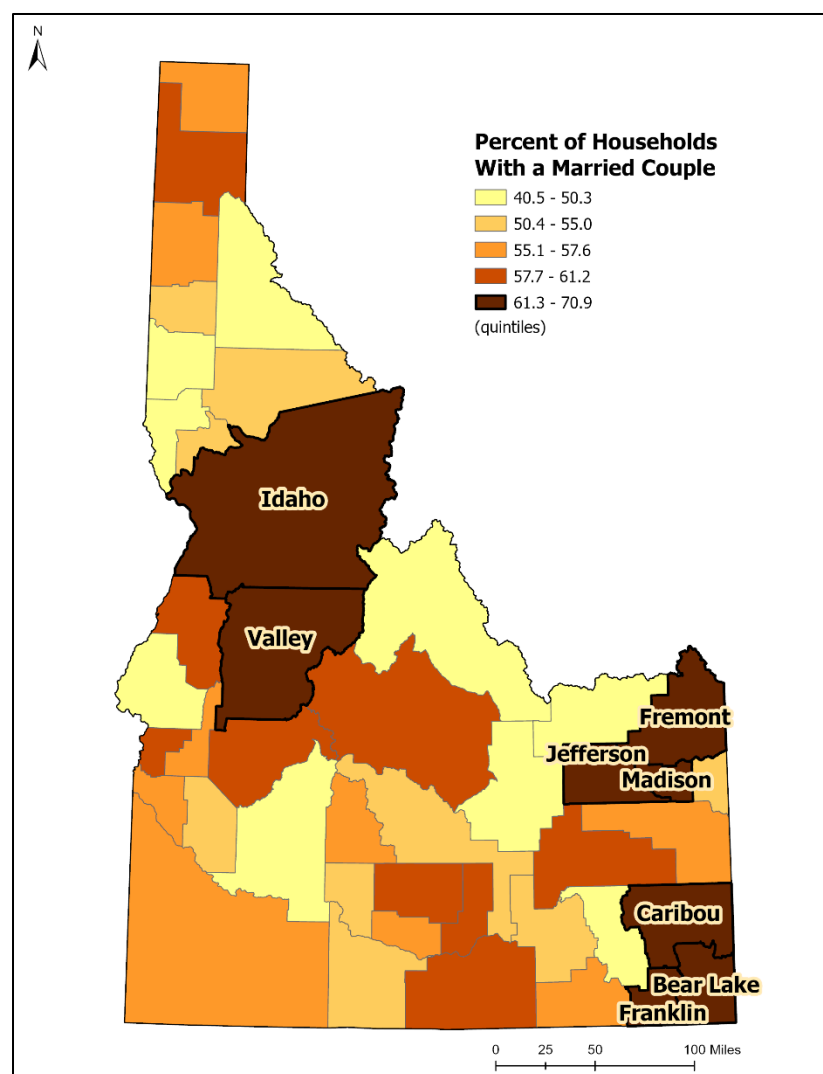 N
Percent of Households
With a Married Couple
40.5 - 50.3
50.4 - 55.0
55.1 - 57.6
57.7 - 61.2
61.3 - 70.9
(quintiles)
Idaho
Valley
Fremont
Jefferson
Madison
Caribou
Bear Lake
Franklin
0 25 50 100 Miles